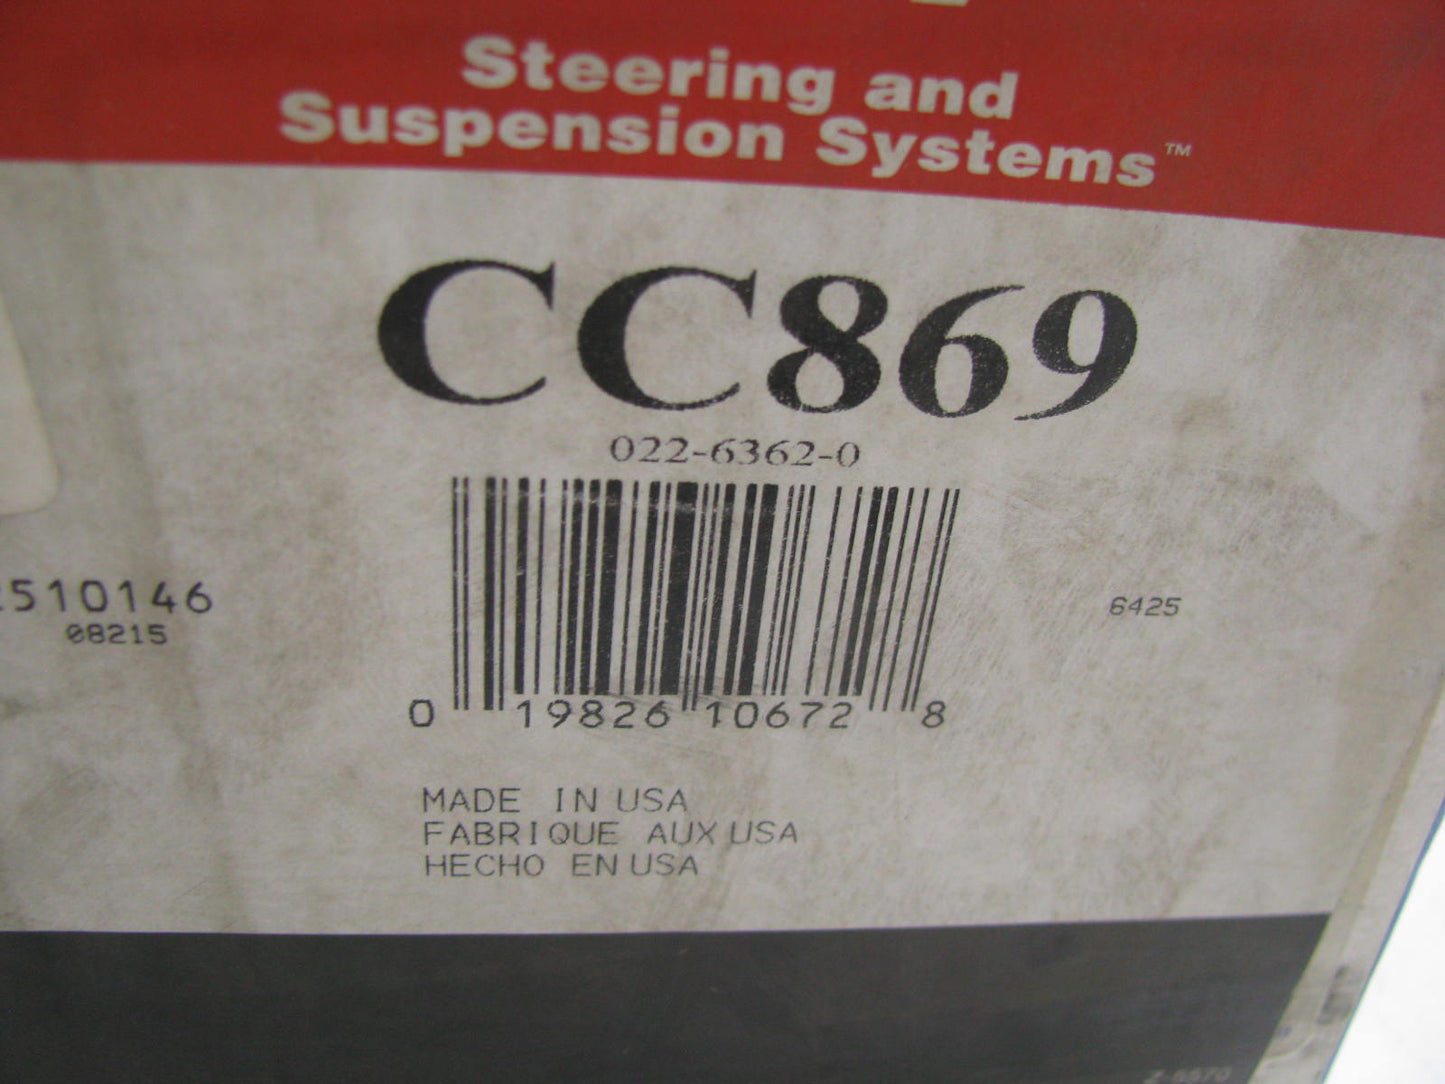 Steering and
Suspension Systems™
CC869
022-6362-0
510146
08215
6425
0 19826 10672 8
MADE IN USA
FABRIQUE AUX USA
HECHO EN USA